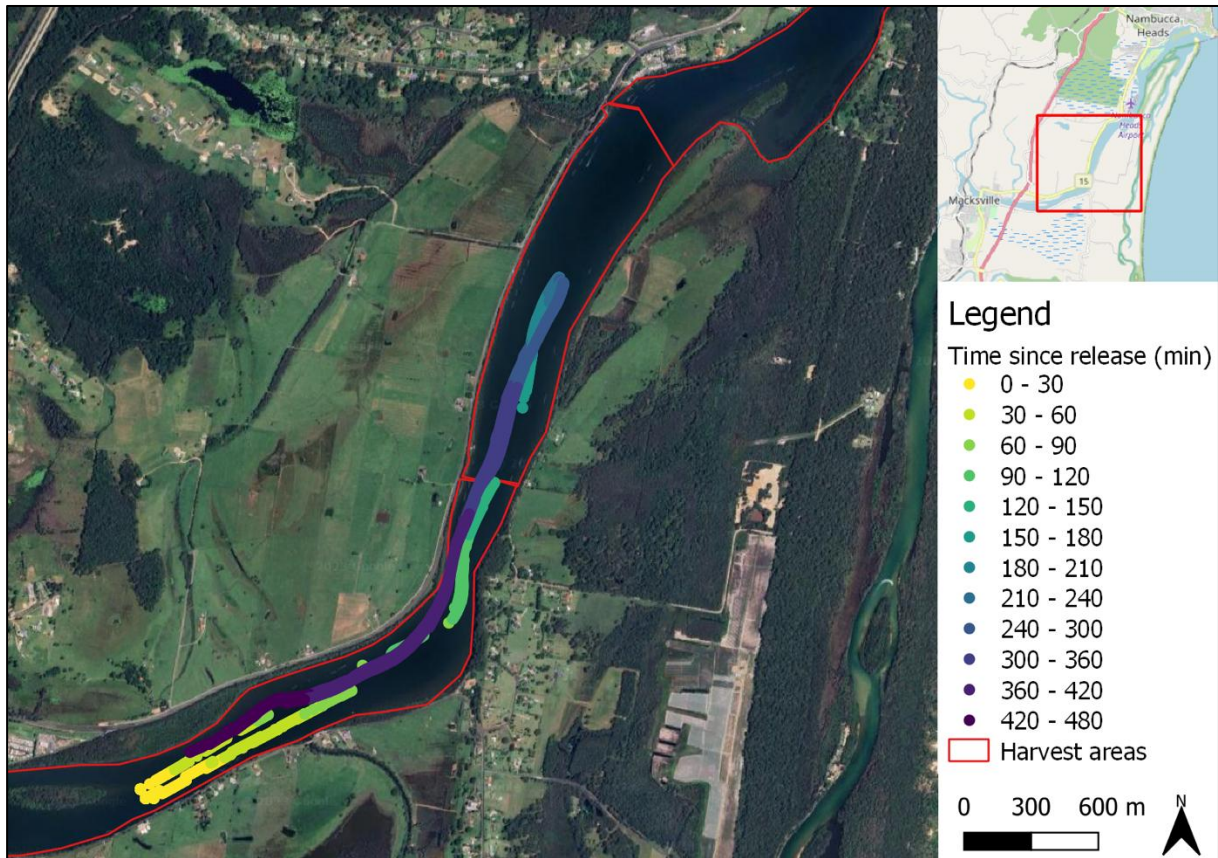 Nambucca
Heads
Head
Airport
15
Macksville
Legend
Time since release (min)
0 - 30
30 - 60
60 - 90
90 - 120
120 - 150
150 - 180
180 - 210
210 - 240
240 - 300
300 - 360
360 - 420
420 - 480
Harvest areas
0 300 600 m
N